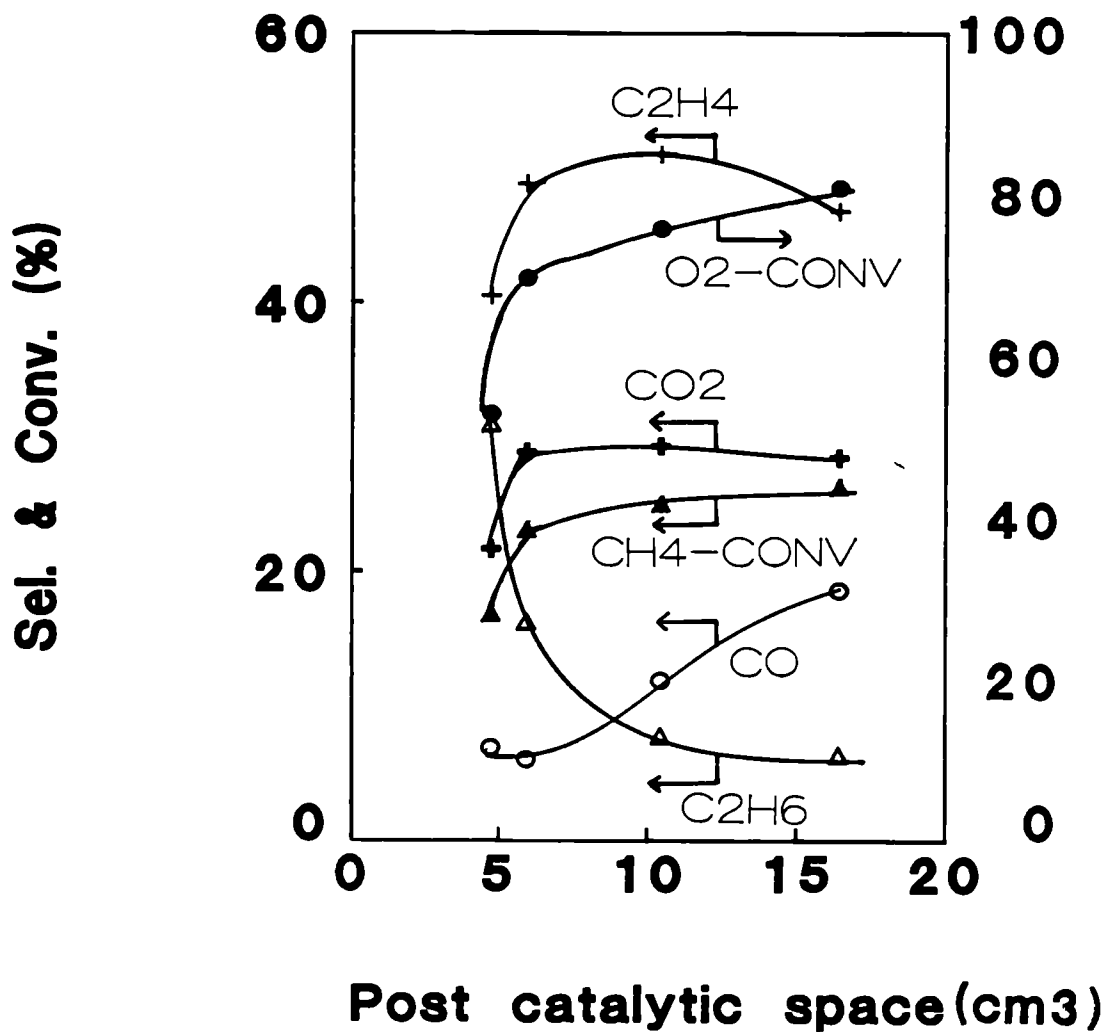 60
100
C2H4
80
O2-CONV
40
60
CO2
Sel. & Conv. (%)
40
CH4-CONV
20
CO
20
C2H6
0
0
0
5
10
15
20
Post catalytic space(cm3)